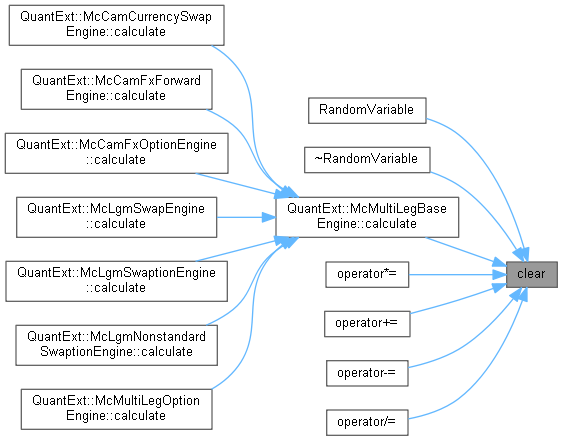 QuantExt::McCamCurrencySwap
Engine::calculate
QuantExt::McCamFxForward
Engine::calculate
QuantExt::McCamFxOptionEngine
::calculate
QuantExt::McLgmSwapEngine
::calculate
QuantExt::McLgmSwaptionEngine
::calculate
QuantExt::McLgmNonstandard
SwaptionEngine::calculate
QuantExt::McMultiLegOption
Engine::calculate
QuantExt::McMultiLegBase
Engine::calculate
RandomVariable
~RandomVariable
operator*=
operator+=
operator-=
operator/=
clear